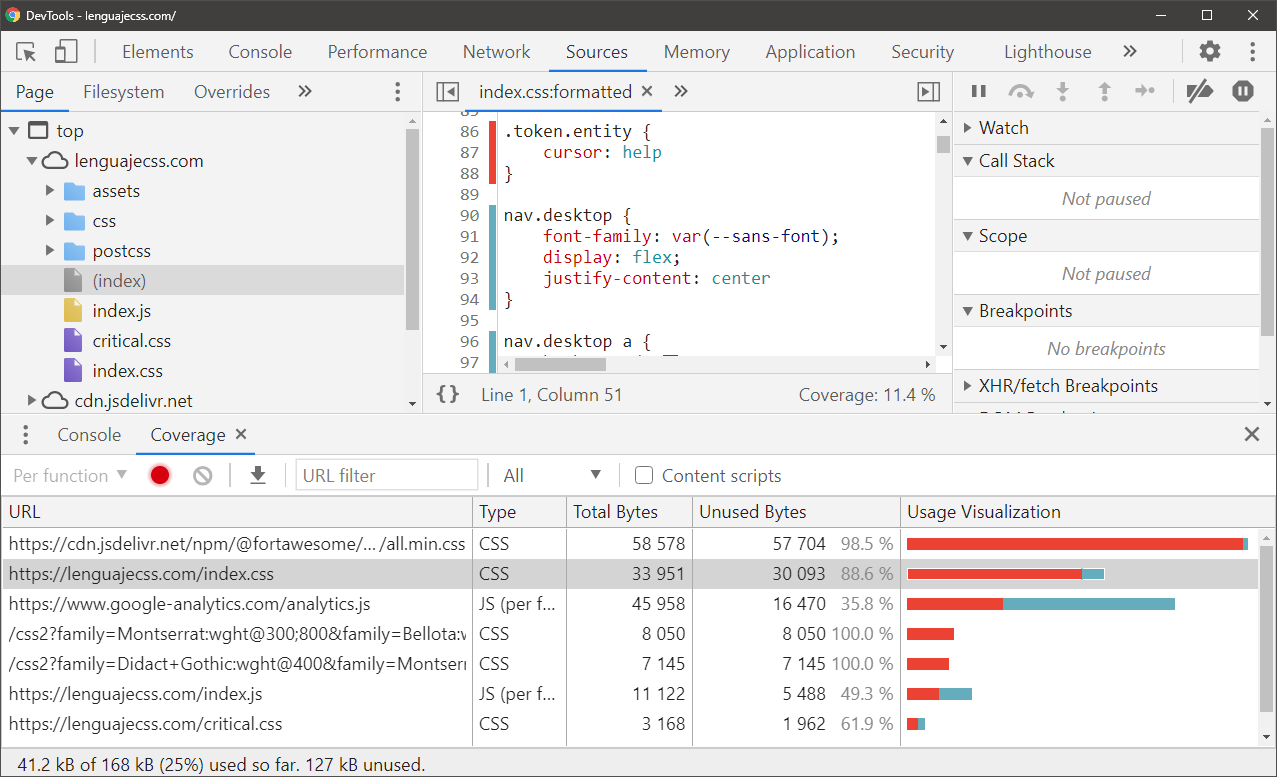 DevTools - lenguajecss.com/
Elements Console Performance Network Sources Memory Application Security Lighthouse »
Page Filesystem Overrides »
top
lenguajecss.com
assets
css
postcss
(index)
index.js
critical.css
index.css
cdn.jsdelivr.net
index.css:formatted × »
86 .token.entity {
87 cursor: help
88 }
89
90 nav.desktop {
91 font-family: var(--sans-font);
92 display: flex;
93 justify-content: center
94 }
95
96 nav.desktop a {
97
{} Line 1, Column 51 Coverage: 11.4 %
Watch
Call Stack
Not paused
Scope
Not paused
Breakpoints
No breakpoints
XHR/fetch Breakpoints
Console Coverage ×
Per function URL filter All Content scripts
URL Type Total Bytes Unused Bytes Usage Visualization
https://cdn.jsdelivr.net/npm/@fortawesome/… /all.min.css CSS 58 578 57 704 98.5 %
https://lenguajecss.com/index.css CSS 33 951 30 093 88.6 %
https://www.google-analytics.com/analytics.js JS (per f… 45 958 16 470 35.8 %
/css2?family=Montserrat:wght@300;800&family=Bellota:w CSS 8 050 8 050 100.0 %
/css2?family=Didact+Gothic:wght@400&family=Montserr CSS 7 145 7 145 100.0 %
https://lenguajecss.com/index.js JS (per f… 11 122 5 488 49.3 %
https://lenguajecss.com/critical.css CSS 3 168 1 962 61.9 %
41.2 kB of 168 kB (25%) used so far. 127 kB unused.